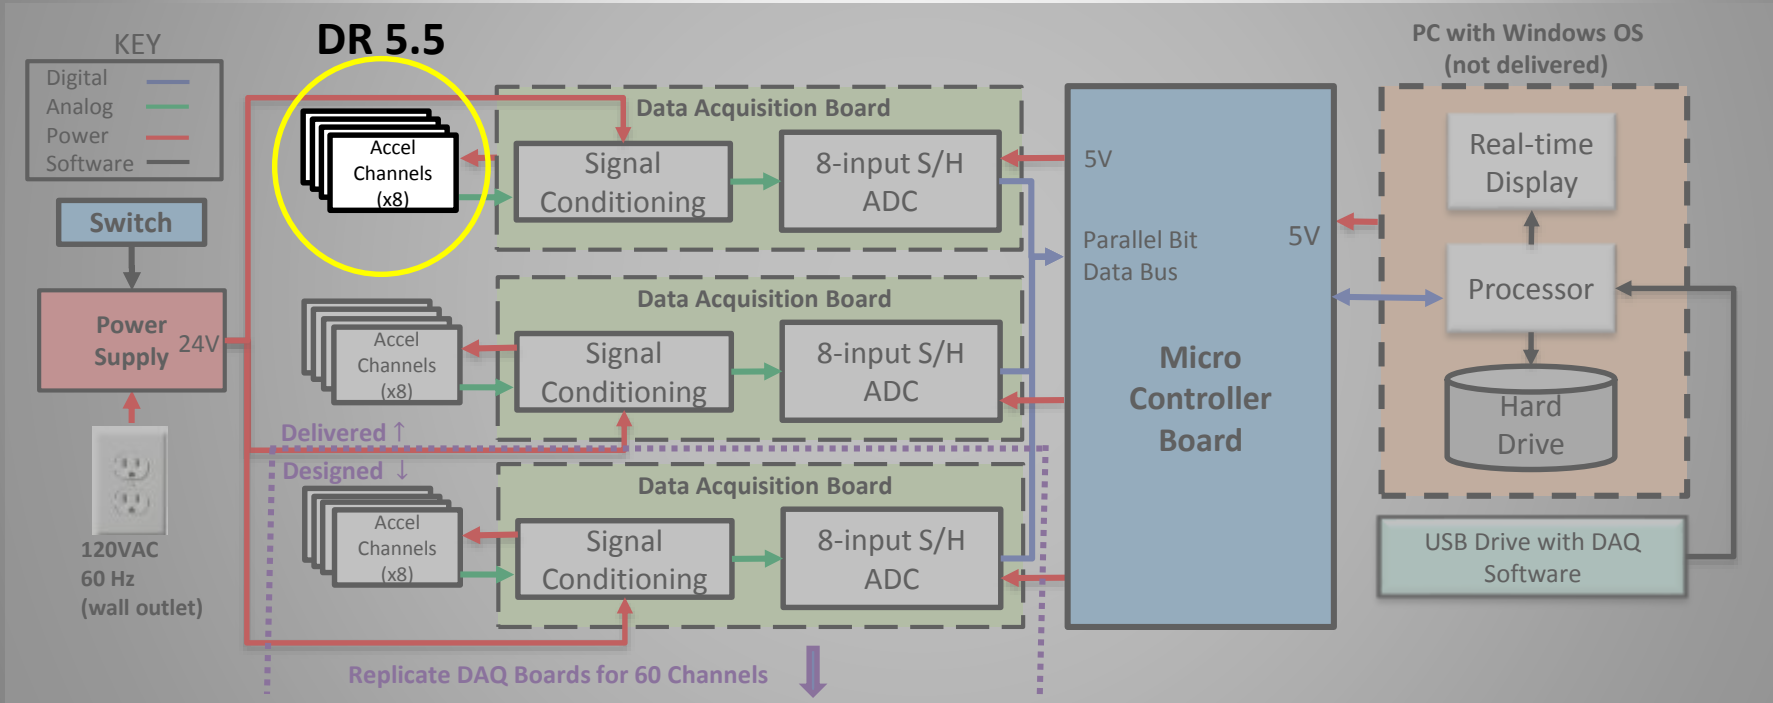 DR 5.5
KEY
Digital
Analog
Power
Software
Switch
Power
Supply
24V
120VAC
60 Hz
(wall outlet)
Accel
Channels
(x8)
Data Acquisition Board
Signal
Conditioning
8-input S/H
ADC
Accel
Channels
(x8)
Data Acquisition Board
Signal
Conditioning
8-input S/H
ADC
Delivered ↑
Designed ↓
Accel
Channels
(x8)
Data Acquisition Board
Signal
Conditioning
8-input S/H
ADC
Replicate DAQ Boards for 60 Channels
5V
Parallel Bit
Data Bus
5V
Micro
Controller
Board
PC with Windows OS
(not delivered)
Real-time
Display
Processor
Hard
Drive
USB Drive with DAQ
Software